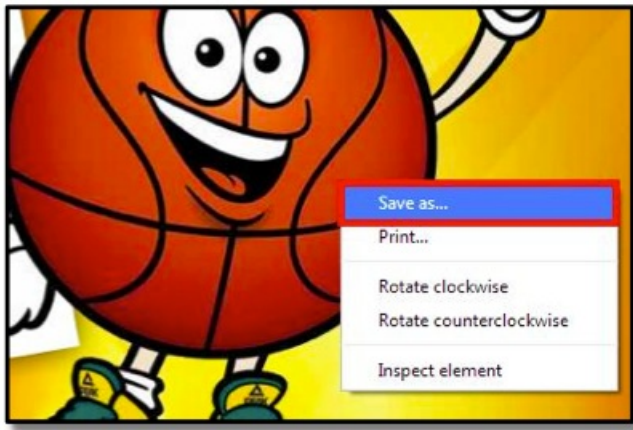 Save as...
Print...
Rotate clockwise
Rotate counterclockwise
Inspect element